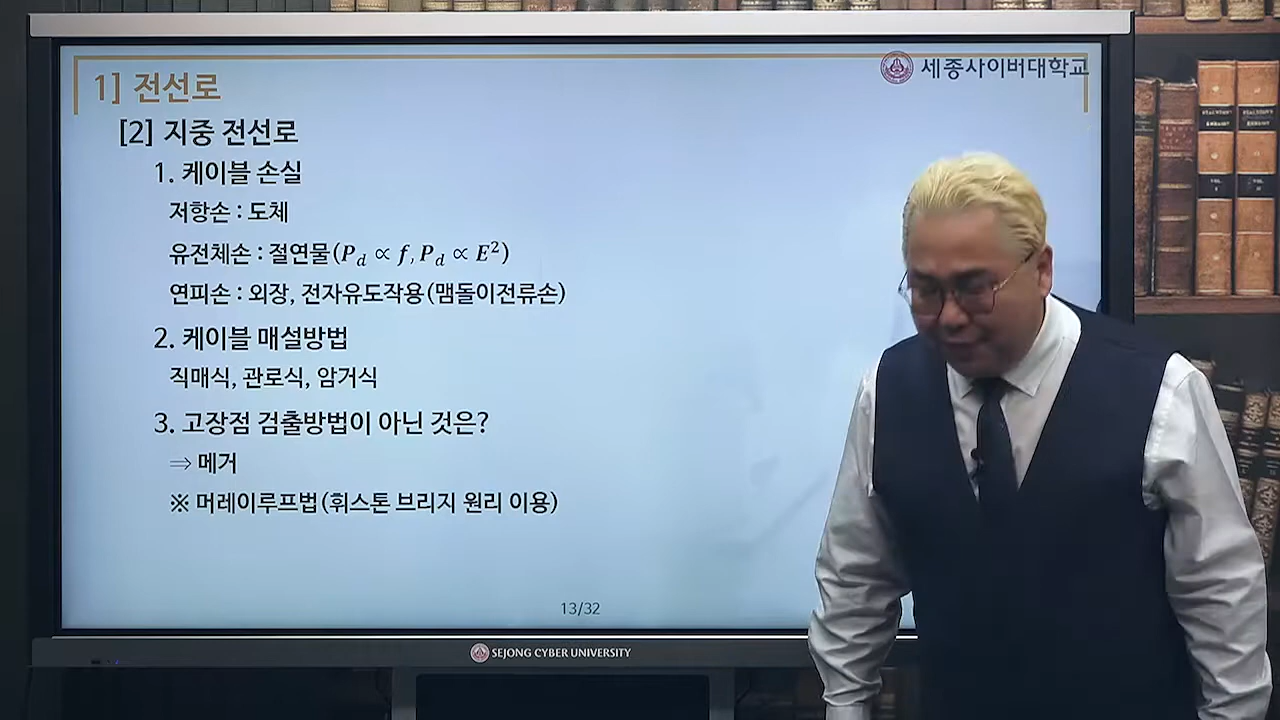 1] 전선로
세종사이버대학교
[2] 지중 전선로
1. 케이블 손실
저항손 : 도체
유전체손 : 절연물(P_d ∝ f, P_d ∝ E²)
연피손 : 외장, 전자유도작용(맴돌이전류손)
2. 케이블 매설방법
직매식, 관로식, 암거식
3. 고장점 검출방법이 아닌 것은?
⇒ 메거
※ 머레이루프법(휘스톤 브리지 원리 이용)
13/32
SEJONG CYBER UNIVERSITY